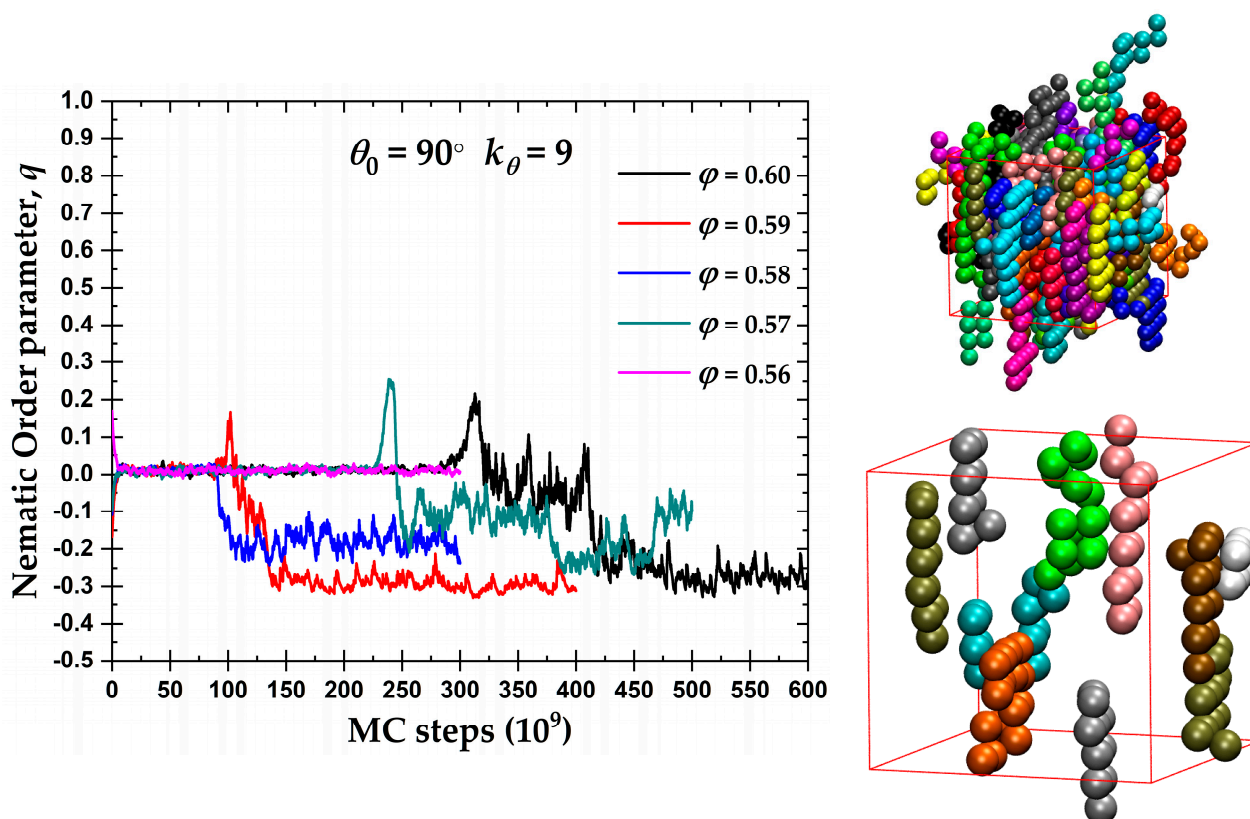 θ₀ = 90° k_θ = 9
φ = 0.60
φ = 0.59
φ = 0.58
φ = 0.57
φ = 0.56
Nematic Order parameter, q
1.0
0.9
0.8
0.7
0.6
0.5
0.4
0.3
0.2
0.1
0.0
-0.1
-0.2
-0.3
-0.4
-0.5
0 50 100 150 200 250 300 350 400 450 500 550 600
MC steps (10⁹)